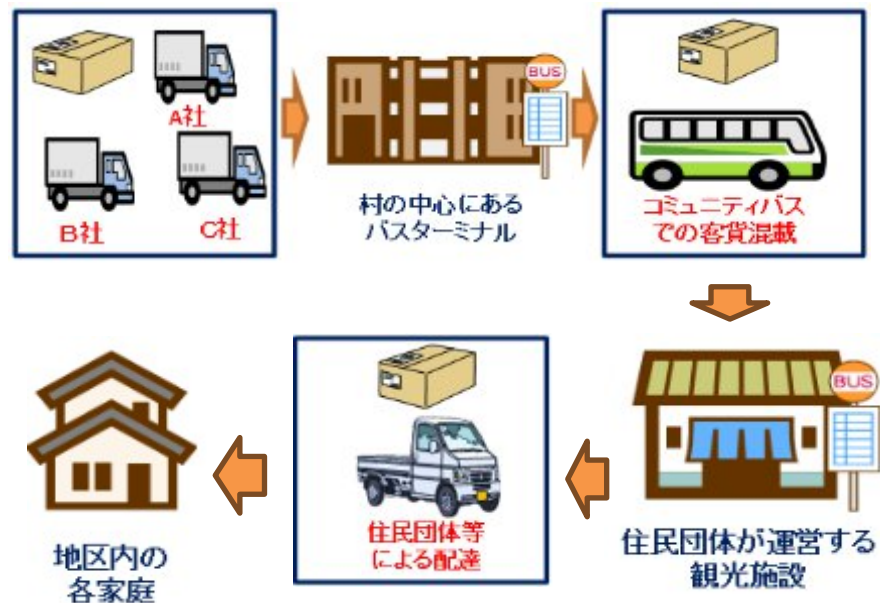 A社
B社
C社
BUS
村の中心にある
バスターミナル
コミュニティバス
での客貨混載
BUS
住民団体が運営する
観光施設
住民団体等
による配達
地区内の
各家庭